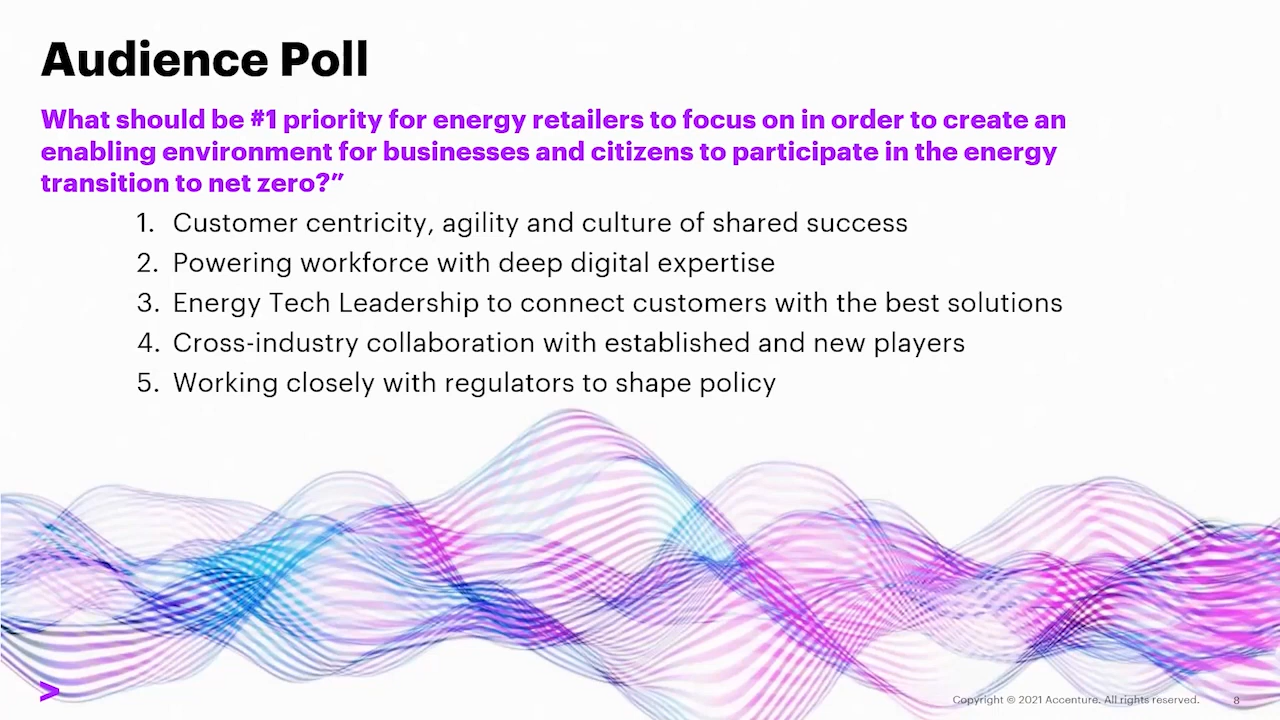 Audience Poll
What should be #1 priority for energy retailers to focus on in order to create an
enabling environment for businesses and citizens to participate in the energy
transition to net zero?”
1. Customer centricity, agility and culture of shared success
2. Powering workforce with deep digital expertise
3. Energy Tech Leadership to connect customers with the best solutions
4. Cross-industry collaboration with established and new players
5. Working closely with regulators to shape policy
Copyright © 2021 Accenture. All rights reserved. 8